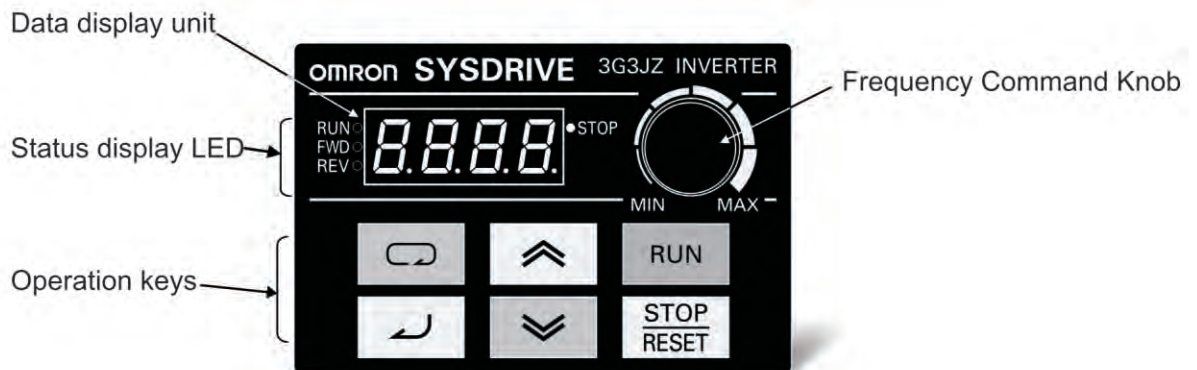 Data display unit
OMRON SYSDRIVE 3G3JZ INVERTER
Frequency Command Knob
Status display LED
RUN
FWD
REV
8.8.8.8.
STOP
MIN MAX
Operation keys
RUN
STOP
RESET